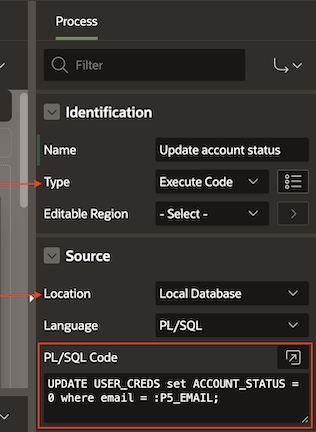 Process
Filter
Identification
Name Update account status
Type Execute Code
Editable Region - Select -
Source
Location Local Database
Language PL/SQL
PL/SQL Code
UPDATE USER_CREDS set ACCOUNT_STATUS =
0 where email = :P5_EMAIL;